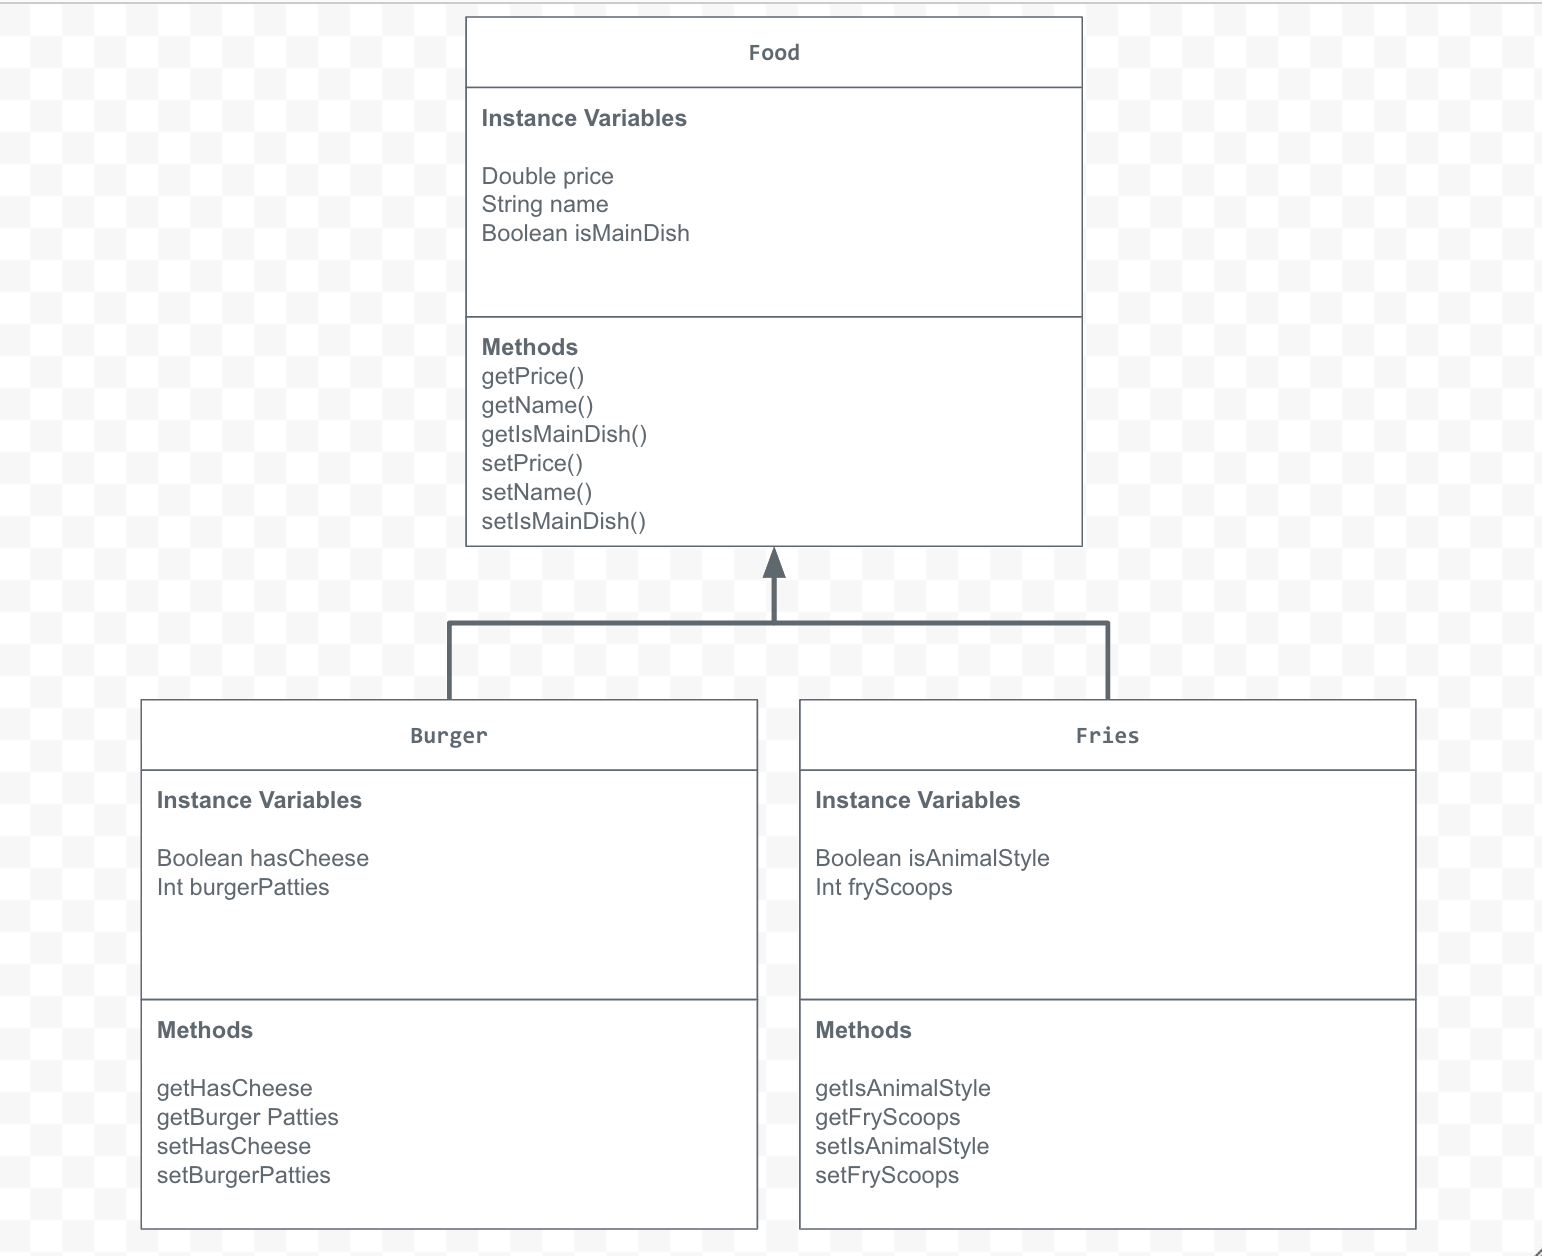 Food
Instance Variables
Double price
String name
Boolean isMainDish
Methods
getPrice()
getName()
getIsMainDish()
setPrice()
setName()
setIsMainDish()
Burger
Instance Variables
Boolean hasCheese
Int burgerPatties
Methods
getHasCheese
getBurger Patties
setHasCheese
setBurgerPatties
Fries
Instance Variables
Boolean isAnimalStyle
Int fryScoops
Methods
getIsAnimalStyle
getFryScoops
setIsAnimalStyle
setFryScoops